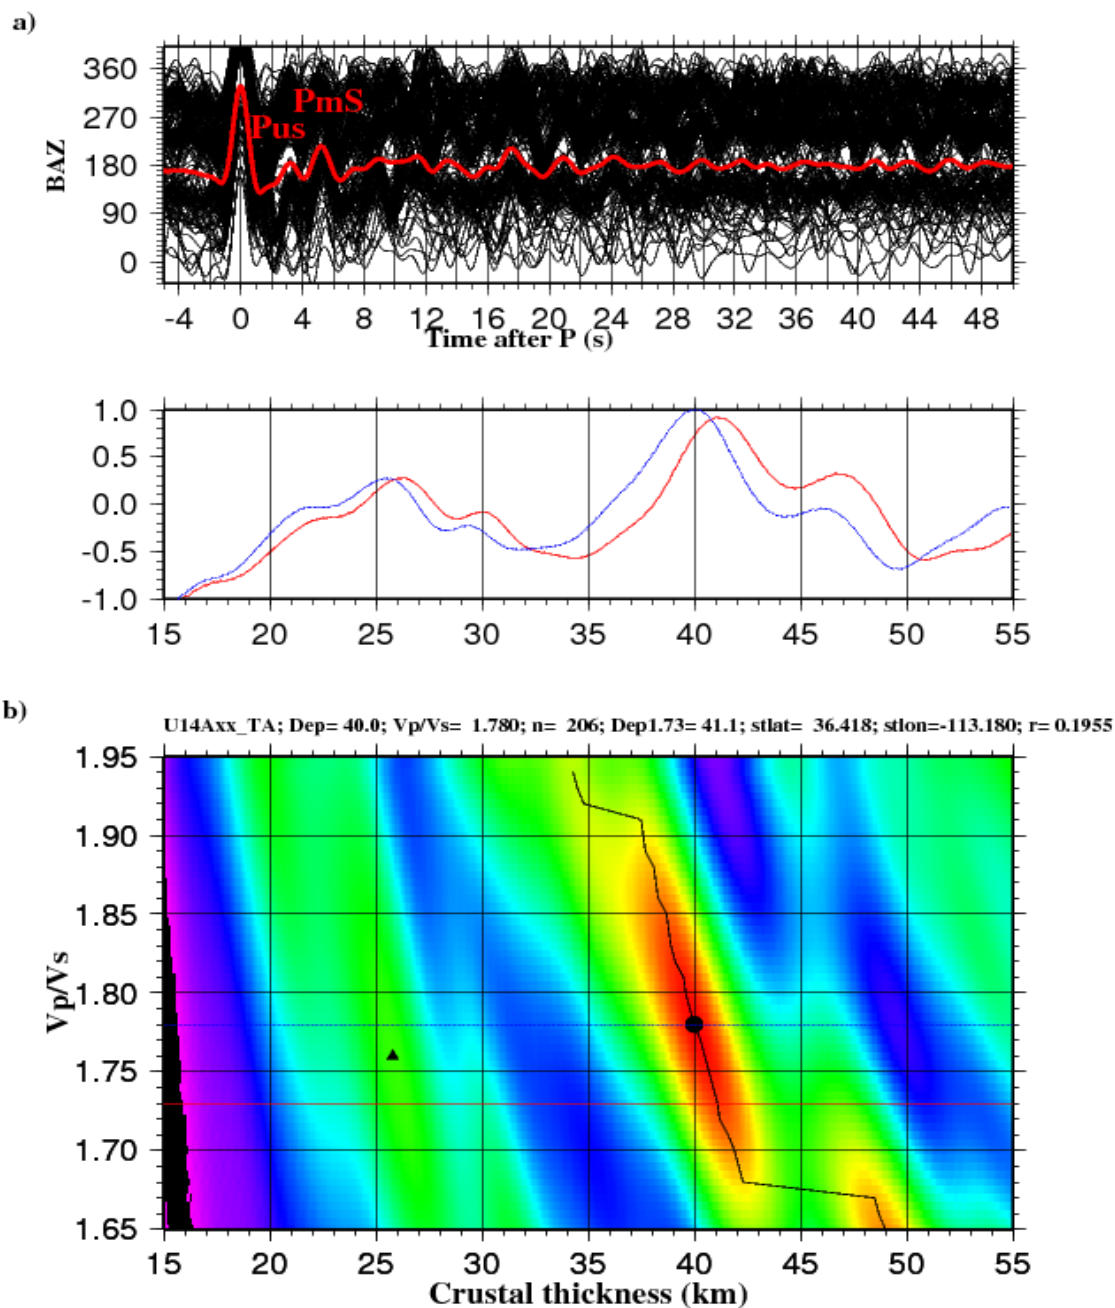 a)
360
270
180
90
0
BAZ
PmS
Pus
-4 0 4 8 12 16 20 24 28 32 36 40 44 48
Time after P (s)
1.0
0.5
0.0
-0.5
-1.0
15 20 25 30 35 40 45 50 55
b)
U14Axx_TA; Dep= 40.0; Vp/Vs= 1.780; n= 206; Dep1.73= 41.1; stlat= 36.418; stlon=-113.180; r= 0.1955
1.95
1.90
1.85
1.80
1.75
1.70
1.65
Vp/Vs
15 20 25 30 35 40 45 50 55
Crustal thickness (km)